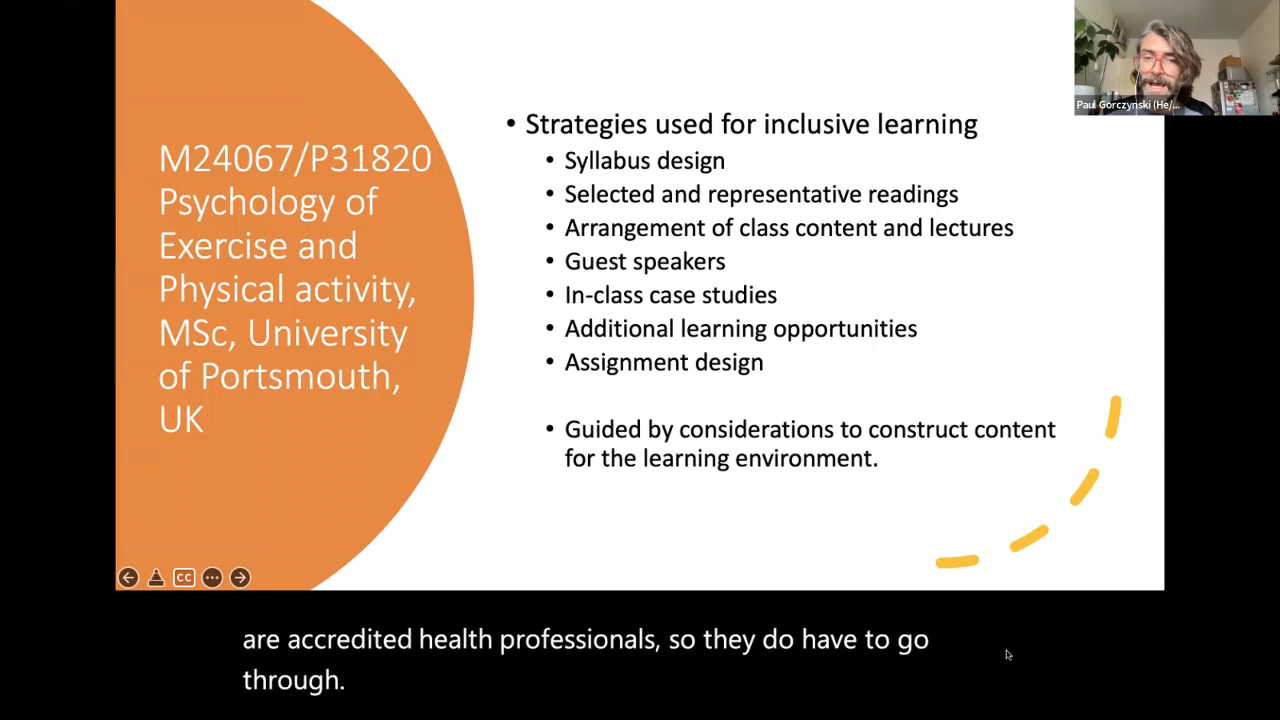 M24067/P31820
Psychology of
Exercise and
Physical activity,
MSc, University
of Portsmouth,
UK
• Strategies used for inclusive learning
• Syllabus design
• Selected and representative readings
• Arrangement of class content and lectures
• Guest speakers
• In-class case studies
• Additional learning opportunities
• Assignment design
• Guided by considerations to construct content
for the learning environment.
Paul Gorczynski (He/...
CC
are accredited health professionals, so they do have to go
through.